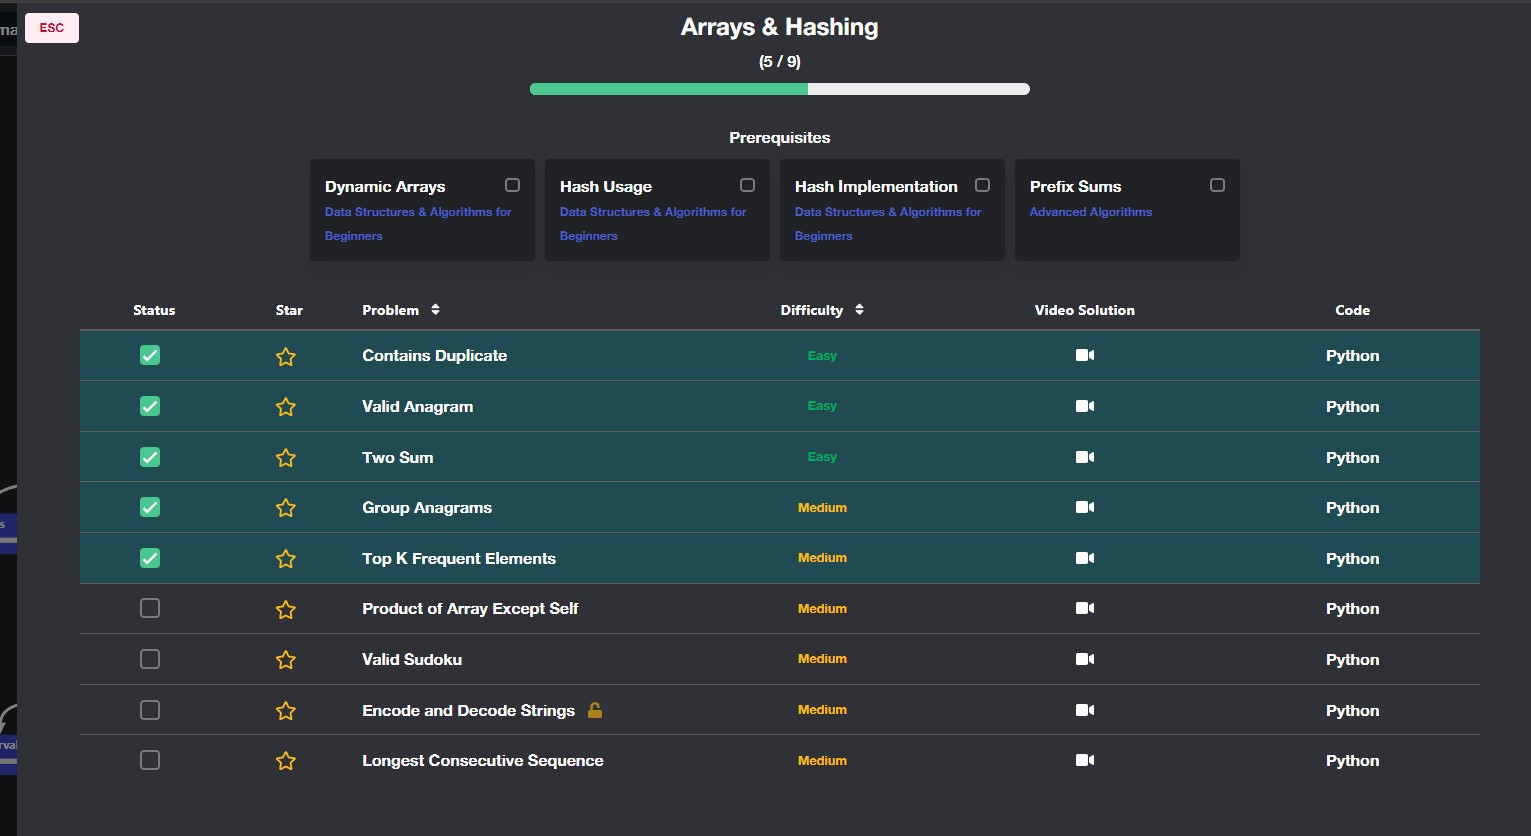 ESC
Arrays & Hashing
(5 / 9)
Prerequisites
Dynamic Arrays
Data Structures & Algorithms for
Beginners
Hash Usage
Data Structures & Algorithms for
Beginners
Hash Implementation
Data Structures & Algorithms for
Beginners
Prefix Sums
Advanced Algorithms
Status Star Problem Difficulty Video Solution Code
Contains Duplicate Easy Python
Valid Anagram Easy Python
Two Sum Easy Python
Group Anagrams Medium Python
Top K Frequent Elements Medium Python
Product of Array Except Self Medium Python
Valid Sudoku Medium Python
Encode and Decode Strings Medium Python
Longest Consecutive Sequence Medium Python